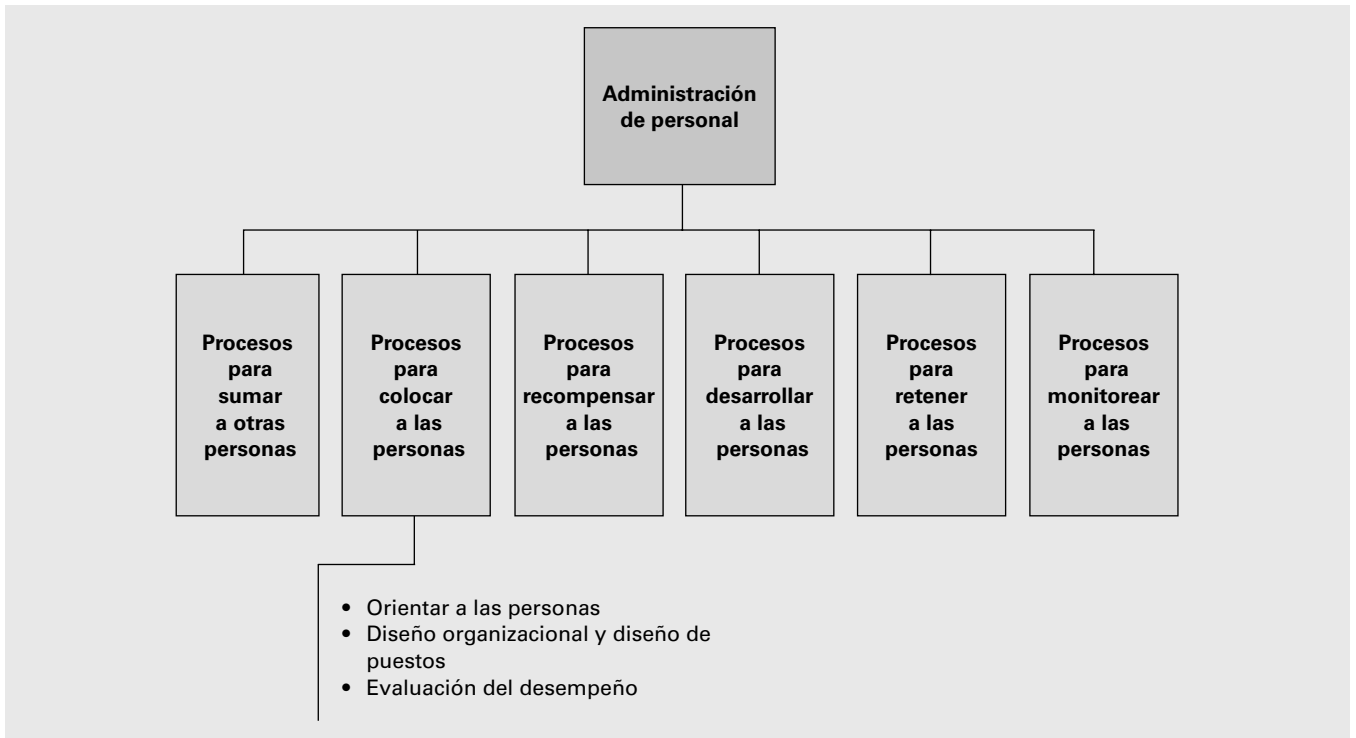 Administración
de personal
Procesos
para
sumar
a otras
personas
Procesos
para
colocar
a las
personas
Procesos
para
recompensar
a las
personas
Procesos
para
desarrollar
a las
personas
Procesos
para
retener
a las
personas
Procesos
para
monitorear
a las
personas
• Orientar a las personas
• Diseño organizacional y diseño de
puestos
• Evaluación del desempeño